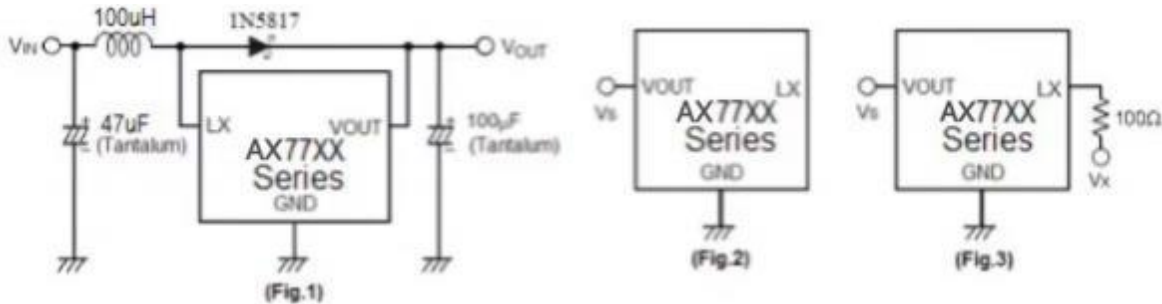 100uH
1N5817
VIN
VOUT
47uF
(Tantalum)
LX
VOUT
AX77XX
Series
GND
100µF
(Tantalum)
(Fig.1)
VOUT
LX
Vs
AX77XX
Series
GND
(Fig.2)
VOUT
LX
Vs
AX77XX
Series
GND
100Ω
Vx
(Fig.3)
+
-
+
-